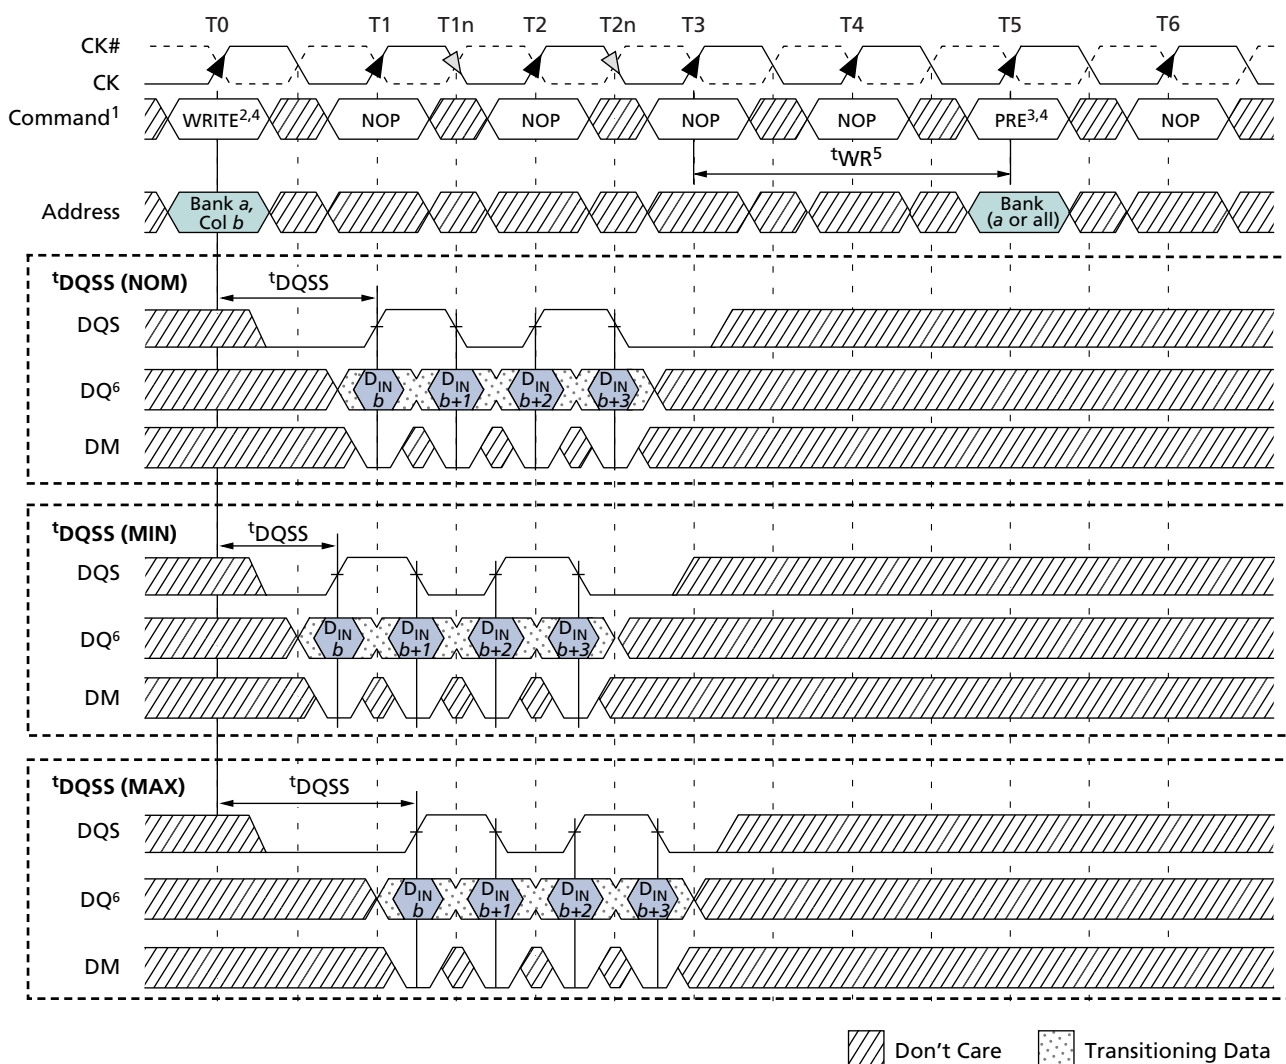 T0 T1 T1n T2 T2n T3 T4 T5 T6
CK#
CK
Command1 WRITE2,4 NOP NOP NOP NOP PRE3,4 NOP
tWR5
Address Bank a, Bank
Col b (a or all)
tDQSS (NOM) tDQSS
DQS
DQ6 DIN DIN DIN DIN
b b+1 b+2 b+3
DM
tDQSS (MIN) tDQSS
DQS
DQ6 DIN DIN DIN DIN
b b+1 b+2 b+3
DM
tDQSS (MAX) tDQSS
DQS
DQ6 DIN DIN DIN DIN
b b+1 b+2 b+3
DM
Don't Care Transitioning Data